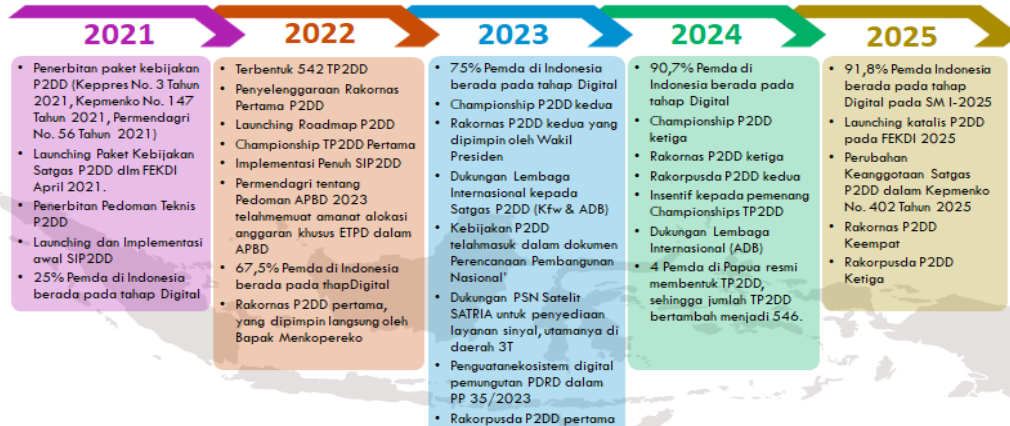 2021
• Penerbitan paket kebijakan
P2DD (Keppres No. 3 Tahun
2021, Kepmenko No. 147
Tahun 2021, Permendagri
No. 56 Tahun 2021)
• Launching Paket Kebijakan
Satgas P2DD dlm FEKDI
April 2021.
• Penerbitan Pedoman Teknis
P2DD
• Launching dan Implementasi
awal SIP2DD
• 25% Pemda di Indonesia
berada pada tahap Digital
2022
• Terbentuk 542 TP2DD
• Penyelenggaraan Rakornas
Pertama P2DD
• Launching Roadmap P2DD
• Championship TP2DD Pertama
• Implementasi Penuh SIP2DD
• Permendagri tentang
Pedoman APBD 2023
telahmemuat amanat alokasi
anggaran khusus ETPD dalam
APBD
• 67,5% Pemda di Indonesia
berada pada thapDigital
• Rakornas P2DD pertama,
yang dipimpin langsung oleh
Bapak Menkopereko
2023
• 75% Pemda di Indonesia
berada pada tahap Digital
• Championship P2DD kedua
• Rakornas P2DD kedua yang
dipimpin oleh Wakil
Presiden
• Dukungan Lembaga
Internasional kepada
Satgas P2DD (Kfw & ADB)
• Kebijakan P2DD
telahmasuk dalam dokumen
Perencanaan Pembangunan
Nasional'
• Dukungan PSN Satelit
SATRIA untuk penyediaan
layanan sinyal, utamanya di
daerah 3T
• Penguatanekosistem digital
pemungutan PDRD dalam
PP 35/2023
• Rakorpusda P2DD pertama
2024
• 90,7% Pemda di
Indonesia berada pada
tahap Digital
• Championship P2DD
ketiga
• Rakornas P2DD ketiga
• Rakorpusda P2DD kedua
• Insentif kepada pemenang
Championships TP2DD
• Dukungan Lembaga
Internasional (ADB)
• 4 Pemda di Papua resmi
membentuk TP2DD,
sehingga jumlah TP2DD
bertambah menjadi 546.
2025
• 91,8% Pemda Indonesia
berada pada tahap
Digital pada SM I-2025
• Launching katalis P2DD
pada FEKDI 2025
• Perubahan
Keanggotaan Satgas
P2DD dalam Kepmenko
No. 402 Tahun 2025
• Rakornas P2DD
Keempat
• Rakorpusda P2DD
Ketiga